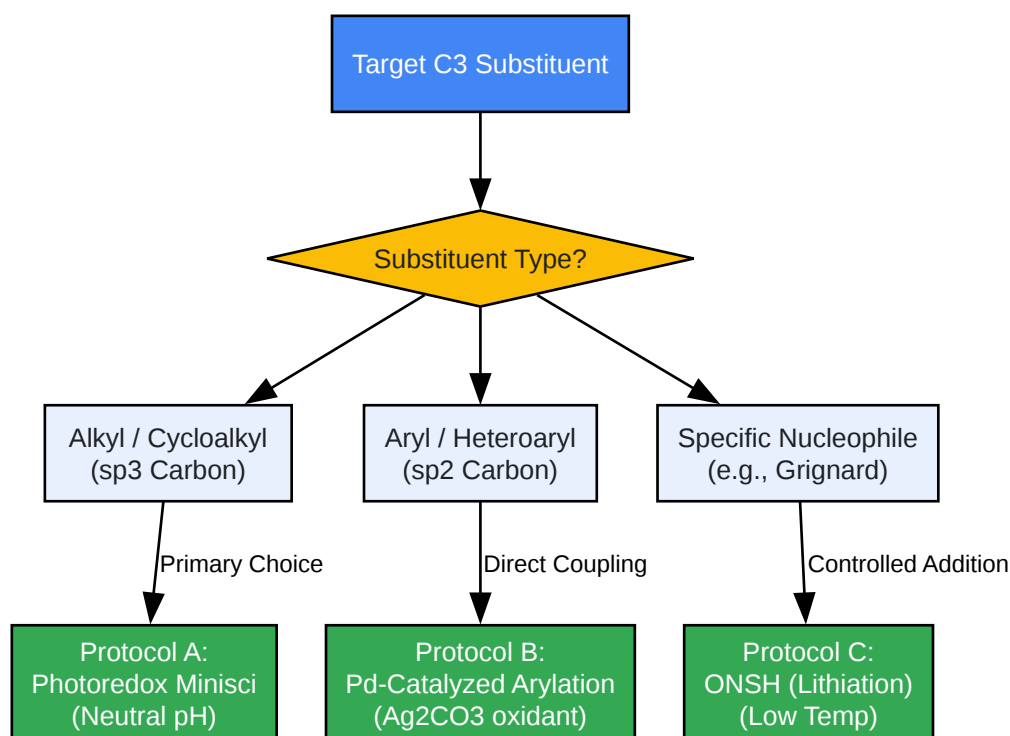 Target C3 Substituent
Substituent Type?
Alkyl / Cycloalkyl
(sp3 Carbon)
Aryl / Heteroaryl
(sp2 Carbon)
Specific Nucleophile
(e.g., Grignard)
Primary Choice
Direct Coupling
Controlled Addition
Protocol A:
Photoredox Minisci
(Neutral pH)
Protocol B:
Pd-Catalyzed Arylation
(Ag2CO3 oxidant)
Protocol C:
ONSH (Lithiation)
(Low Temp)